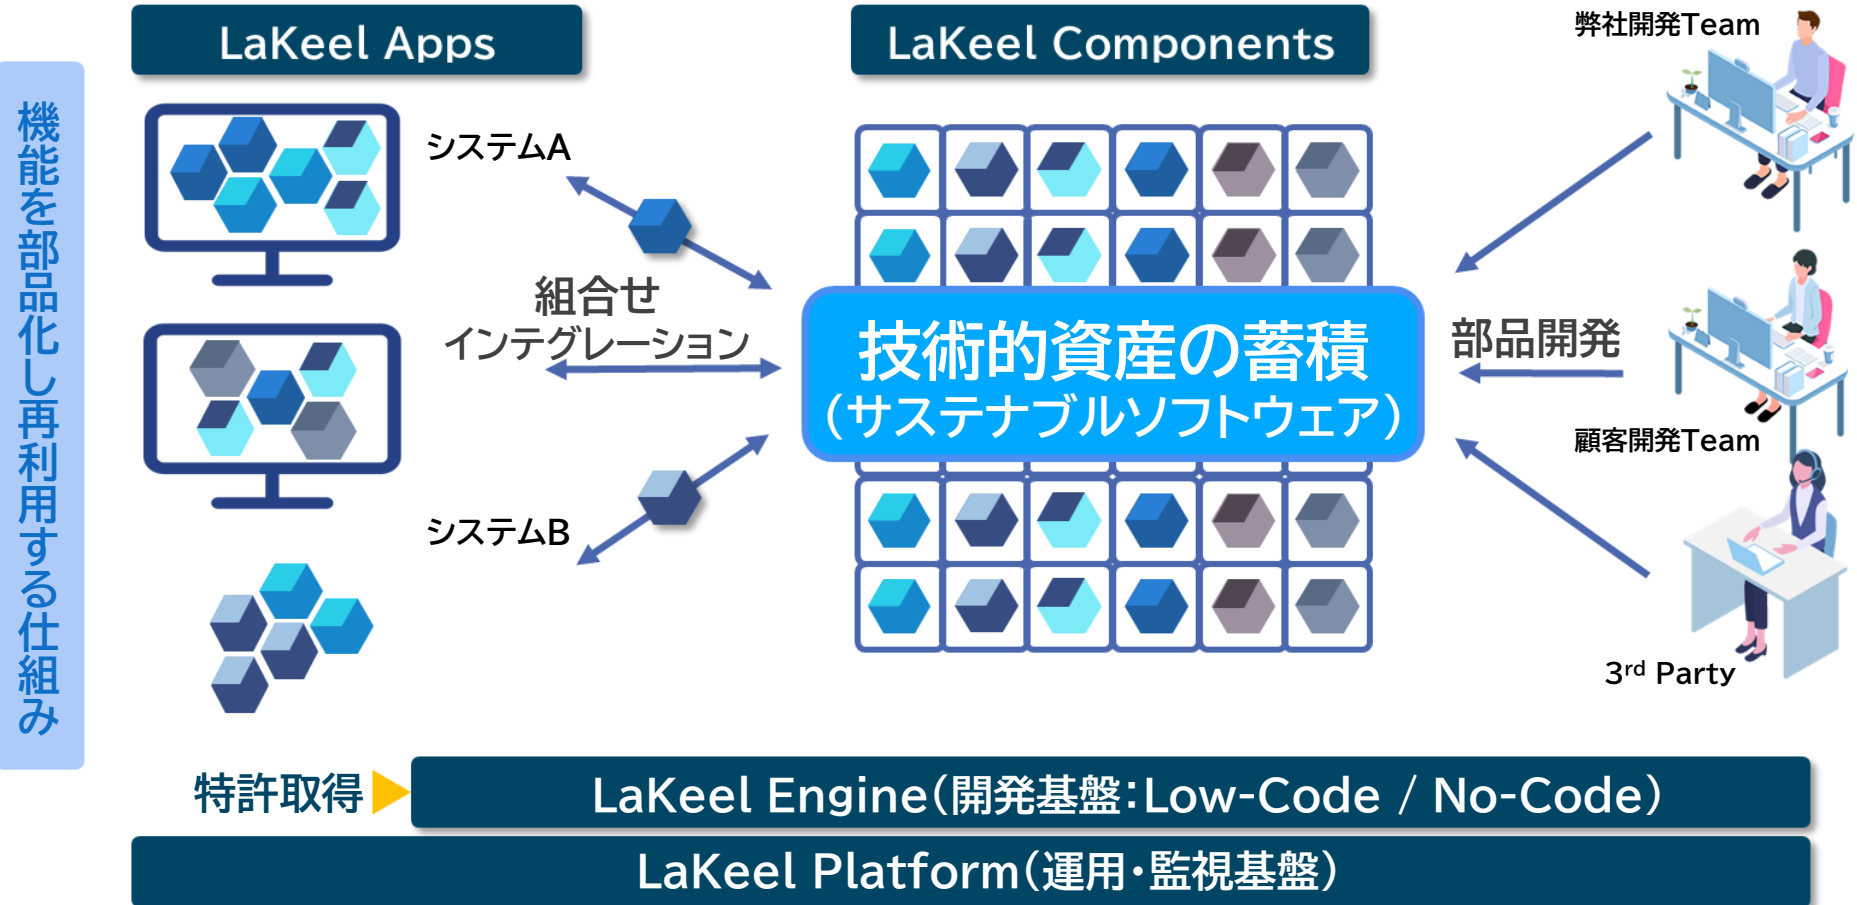 LaKeel Apps
LaKeel Components
弊社開発Team
機能を部品化し再利用する仕組み
システムA
組合せ
インテグレーション
技術的資産の蓄積
（サステナブルソフトウェア）
部品開発
顧客開発Team
システムB
3rd Party
特許取得
LaKeel Engine（開発基盤：Low-Code / No-Code）
LaKeel Platform（運用・監視基盤）